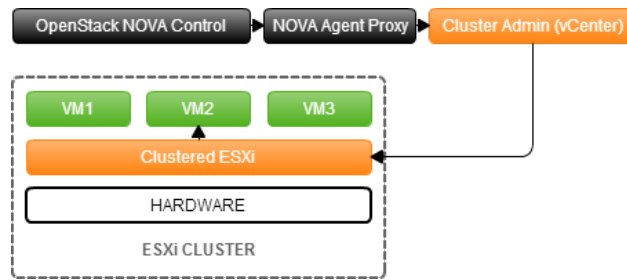 OpenStack NOVA Control
NOVA Agent Proxy
Cluster Admin (vCenter)
VM1
VM2
VM3
Clustered ESXi
HARDWARE
ESXi CLUSTER